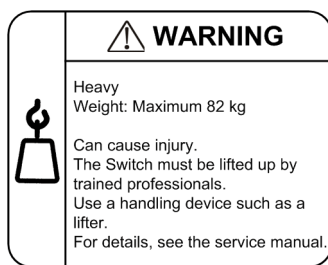 WARNING
Heavy
Weight: Maximum 82 kg
Can cause injury.
The Switch must be lifted up by
trained professionals.
Use a handling device such as a
lifter.
For details, see the service manual.